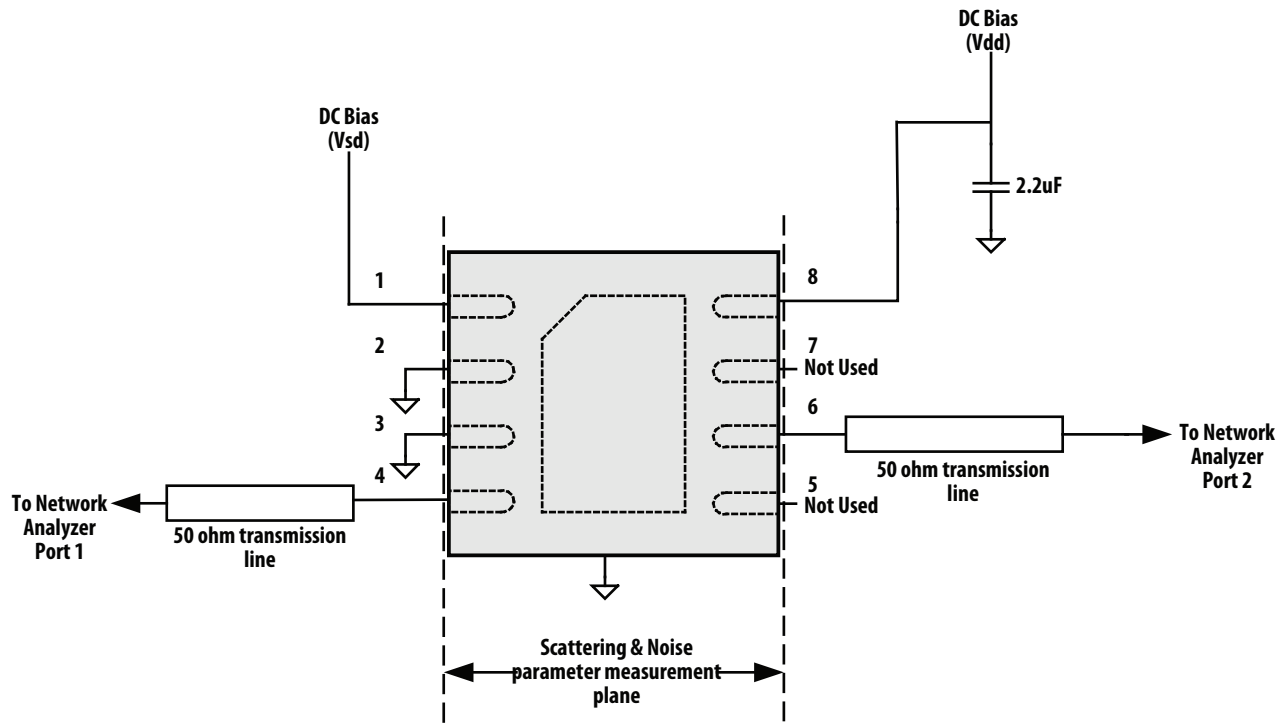 DC Bias
(Vdd)
DC Bias
(Vsd)
2.2uF
1
8
2
7
Not Used
3
6
4
5
Not Used
To Network
Analyzer
Port 1
50 ohm transmission
line
50 ohm transmission
line
To Network
Analyzer
Port 2
Scattering & Noise
parameter measurement
plane